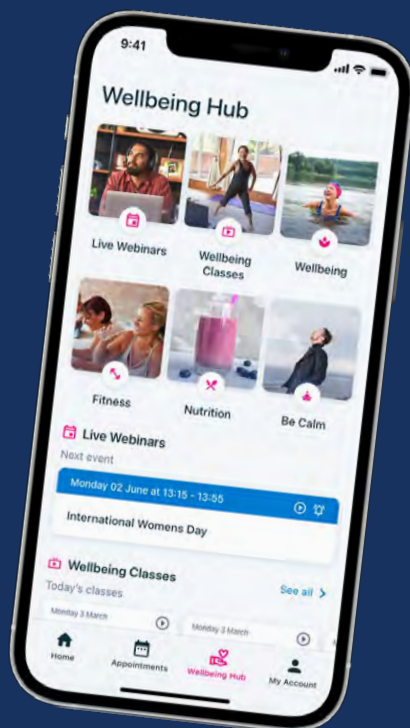 9:41
Wellbeing Hub
Live Webinars
Wellbeing
Classes
Wellbeing
Fitness
Nutrition
Be Calm
Live Webinars
Next event
Monday 02 June at 13:15 - 13:55
International Womens Day
Wellbeing Classes
See all
Today's classes
Monday 3 March
Monday 3 March
Home
Appointments
Wellbeing Hub
My Account